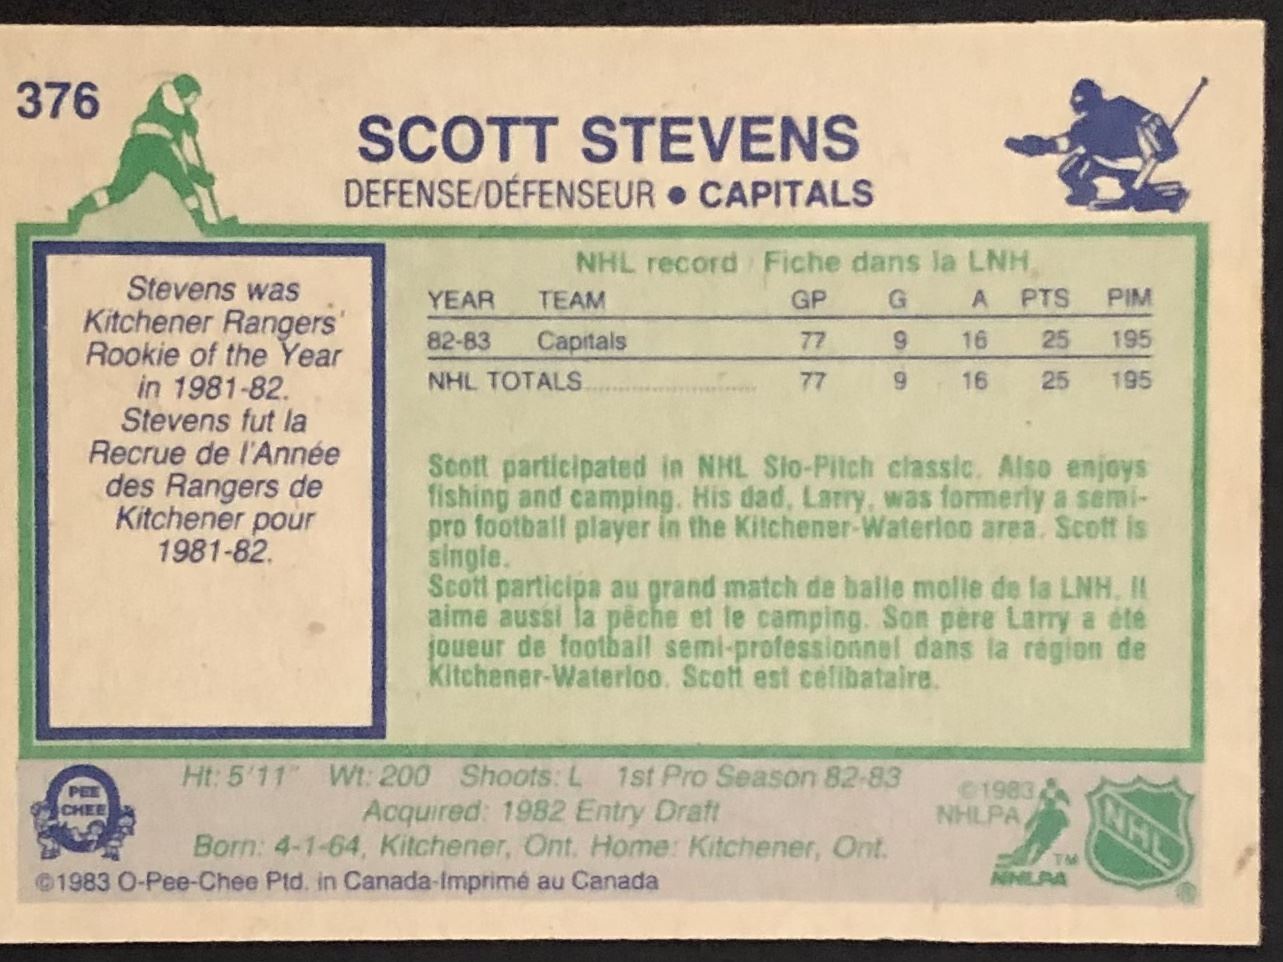 376
SCOTT STEVENS
DEFENSE/DÉFENSEUR • CAPITALS
Stevens was
Kitchener Rangers'
Rookie of the Year
in 1981-82.
Stevens fut la
Recrue de l'Année
des Rangers de
Kitchener pour
1981-82.
NHL record / Fiche dans la LNH
YEAR TEAM GP G A PTS PIM
82-83 Capitals 77 9 16 25 195
NHL TOTALS.......................... 77 9 16 25 195
Scott participated in NHL Slo-Pitch classic. Also enjoys
fishing and camping. His dad, Larry, was formerly a semi-
pro football player in the Kitchener-Waterloo area. Scott is
single.
Scott participa au grand match de balle molle de la LNH. Il
aime aussi la pêche et le camping. Son père Larry a été
joueur de football semi-professionnel dans la région de
Kitchener-Waterloo. Scott est célibataire.
Ht: 5'11" Wt: 200 Shoots: L 1st Pro Season 82-83
Acquired: 1982 Entry Draft
Born: 4-1-64, Kitchener, Ont. Home: Kitchener, Ont.
©1983 O-Pee-Chee Ptd. in Canada-Imprimé au Canada
PEE
CHEE
©1983
NHLPA
TM
NHLPA
NHL
®